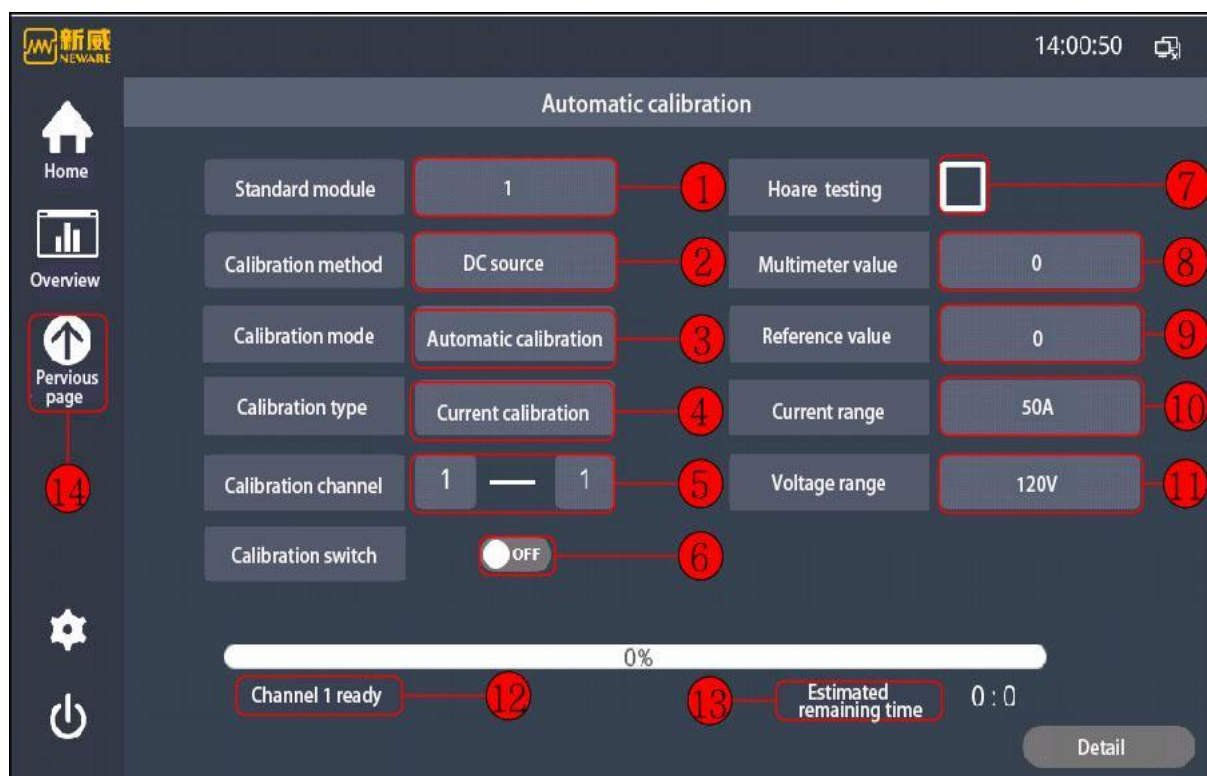 新威
NEWARE
14:00:50
Automatic calibration
Home
Overview
Pervious
page
14
Standard module
1
1
Hoare testing
7
Calibration method
DC source
2
Multimeter value
0
8
Calibration mode
Automatic calibration
3
Reference value
0
9
Calibration type
Current calibration
4
Current range
50A
10
Calibration channel
1 — 1
5
Voltage range
120V
11
Calibration switch
OFF
6
0%
Channel 1 ready
12
13
Estimated
remaining time
0 : 0
Detail